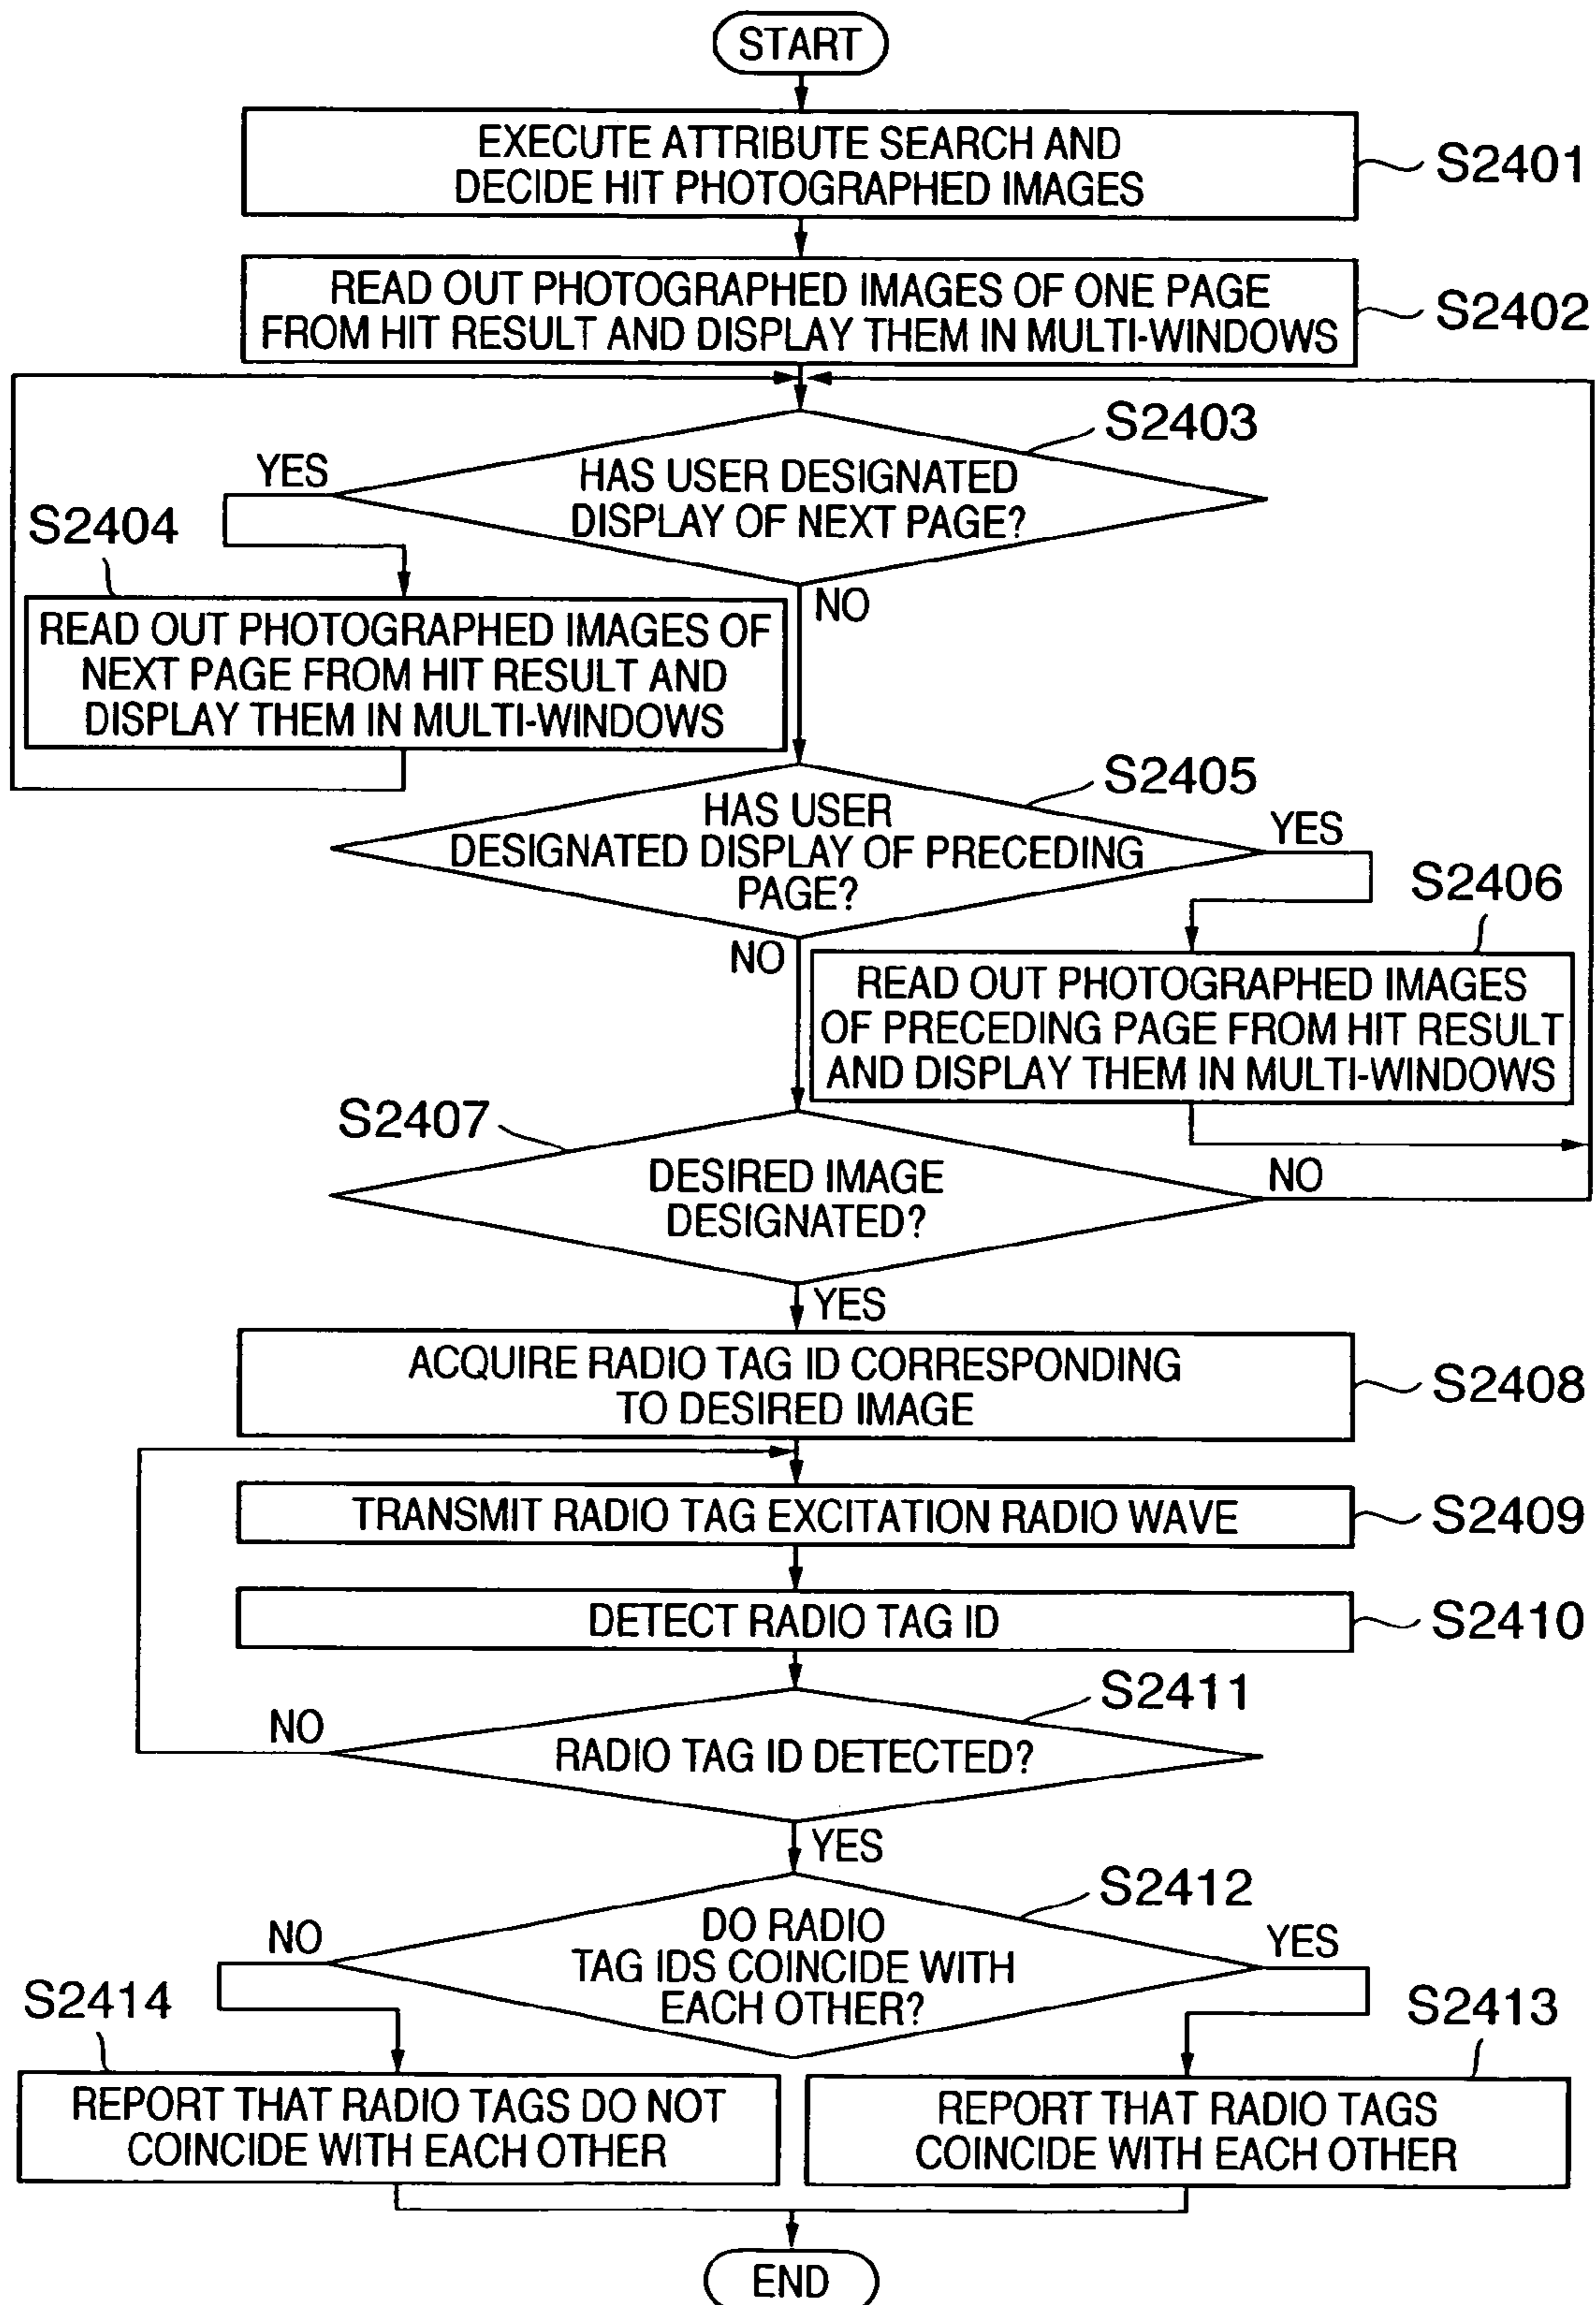 START
EXECUTE ATTRIBUTE SEARCH AND
DECIDE HIT PHOTOGRAPHED IMAGES
S2401
READ OUT PHOTOGRAPHED IMAGES OF ONE PAGE
FROM HIT RESULT AND DISPLAY THEM IN MULTI-WINDOWS
S2402
S2403
HAS USER DESIGNATED
DISPLAY OF NEXT PAGE?
YES
NO
S2404
READ OUT PHOTOGRAPHED IMAGES OF
NEXT PAGE FROM HIT RESULT AND
DISPLAY THEM IN MULTI-WINDOWS
S2405
HAS USER
DESIGNATED DISPLAY OF PRECEDING
PAGE?
YES
NO
S2406
READ OUT PHOTOGRAPHED IMAGES
OF PRECEDING PAGE FROM HIT RESULT
AND DISPLAY THEM IN MULTI-WINDOWS
S2407
DESIRED IMAGE
DESIGNATED?
NO
YES
ACQUIRE RADIO TAG ID CORRESPONDING
TO DESIRED IMAGE
S2408
TRANSMIT RADIO TAG EXCITATION RADIO WAVE
S2409
DETECT RADIO TAG ID
S2410
S2411
NO
RADIO TAG ID DETECTED?
YES
S2412
DO RADIO
TAG IDS COINCIDE WITH
EACH OTHER?
NO
YES
S2414
REPORT THAT RADIO TAGS DO NOT
COINCIDE WITH EACH OTHER
S2413
REPORT THAT RADIO TAGS
COINCIDE WITH EACH OTHER
END